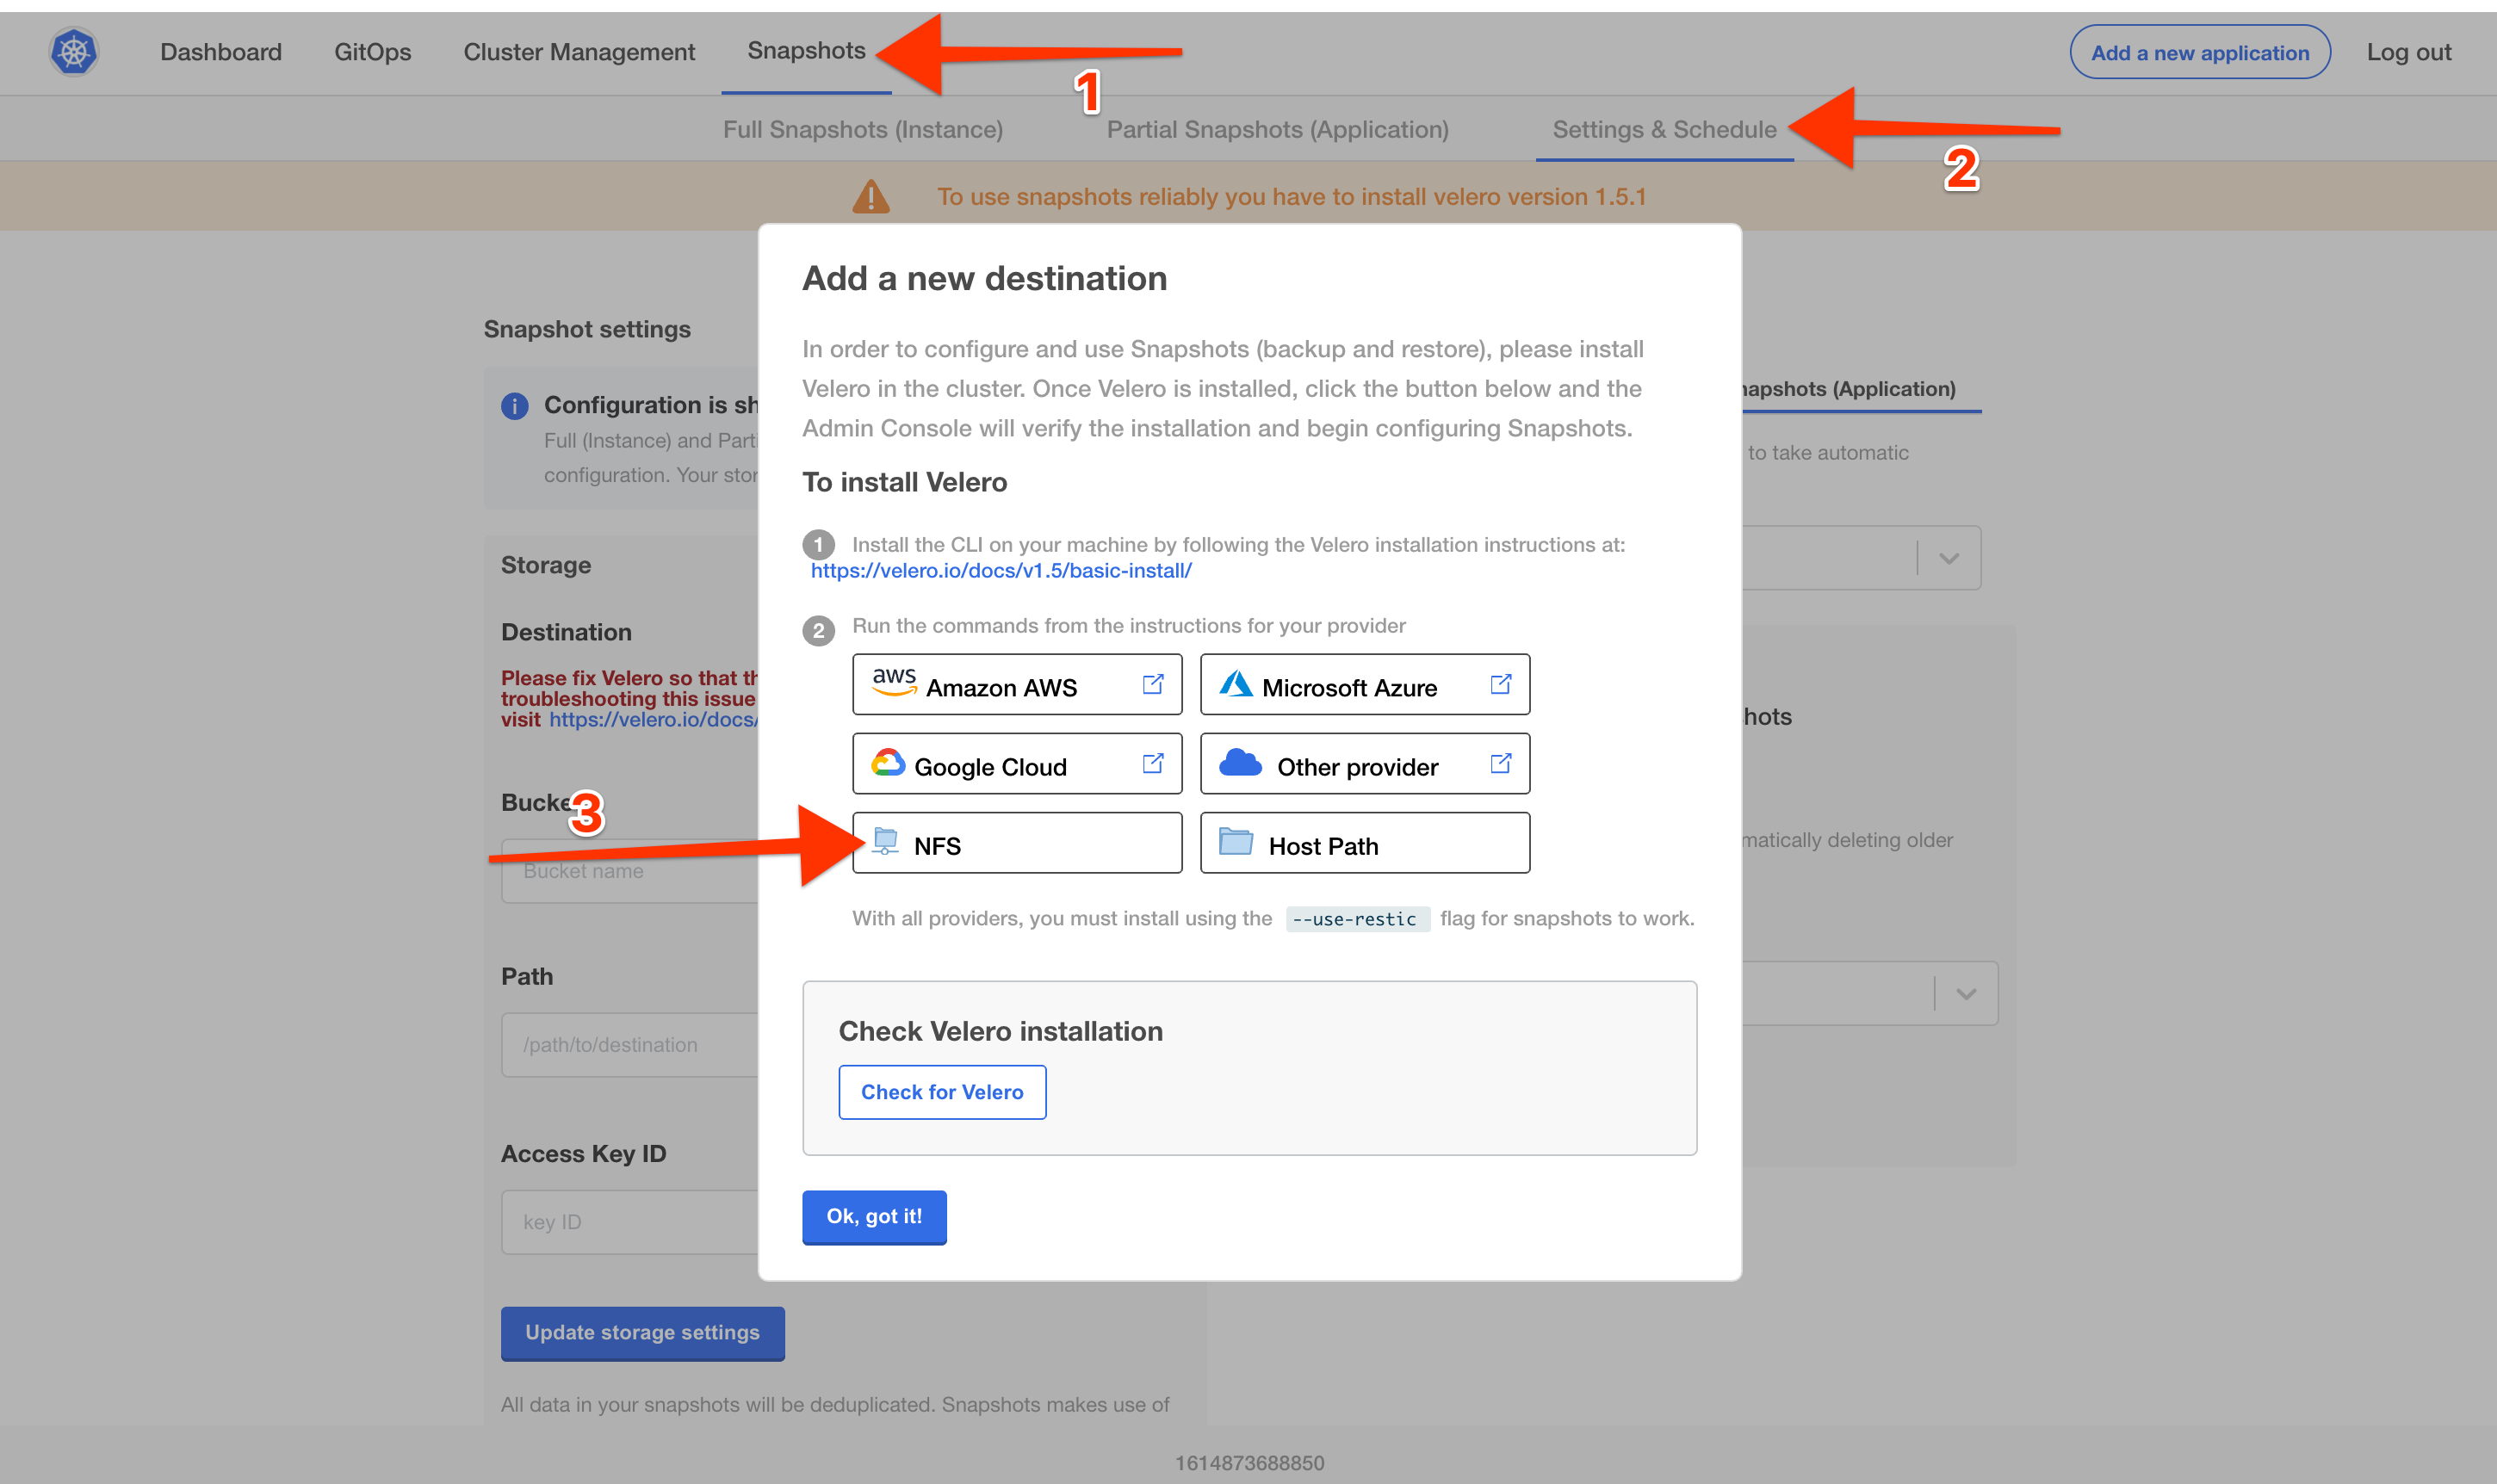 Dashboard
GitOps
Cluster Management
Snapshots
Add a new application
Log out
1
Full Snapshots (Instance)
Partial Snapshots (Application)
Settings & Schedule
2
To use snapshots reliably you have to install velero version 1.5.1
Add a new destination
In order to configure and use Snapshots (backup and restore), please install
Velero in the cluster. Once Velero is installed, click the button below and the
Admin Console will verify the installation and begin configuring Snapshots.
To install Velero
1 Install the CLI on your machine by following the Velero installation instructions at:
https://velero.io/docs/v1.5/basic-install/
2 Run the commands from the instructions for your provider
aws Amazon AWS
Microsoft Azure
Google Cloud
Other provider
NFS
Host Path
With all providers, you must install using the --use-restic flag for snapshots to work.
Check Velero installation
Check for Velero
Ok, got it!
Snapshot settings
Configuration is sh
Full (Instance) and Parti
configuration. Your stor
Storage
Destination
Please fix Velero so that th
troubleshooting this issue
visit https://velero.io/docs/
Bucke
3
Bucket name
Path
/path/to/destination
Access Key ID
key ID
Update storage settings
All data in your snapshots will be deduplicated. Snapshots makes use of
napshots (Application)
to take automatic
hots
matically deleting older
1614873688850